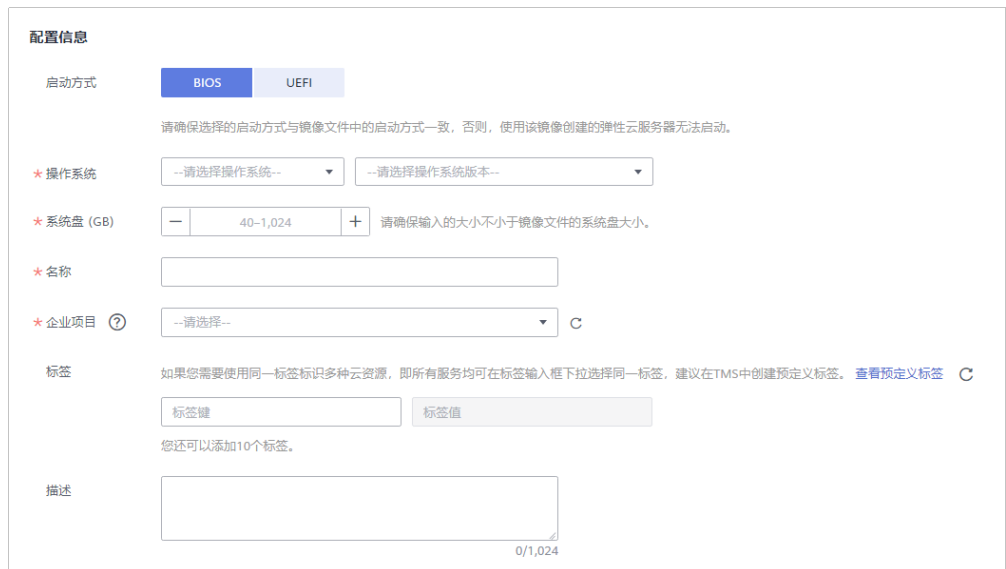 配置信息
启动方式 BIOS UEFI
请确保选择的启动方式与镜像文件中的启动方式一致，否则，使用该镜像创建的弹性云服务器无法启动。
* 操作系统 --请选择操作系统-- --请选择操作系统版本--
* 系统盘 (GB) 40–1,024 请确保输入的大小不小于镜像文件的系统盘大小。
* 名称
* 企业项目 ? --请选择--
标签 如果您需要使用同一标签标识多种云资源，即所有服务均可在标签输入框下拉选择同一标签，建议在TMS中创建预定义标签。 查看预定义标签
标签键 标签值
您还可以添加10个标签。
描述
0/1,024